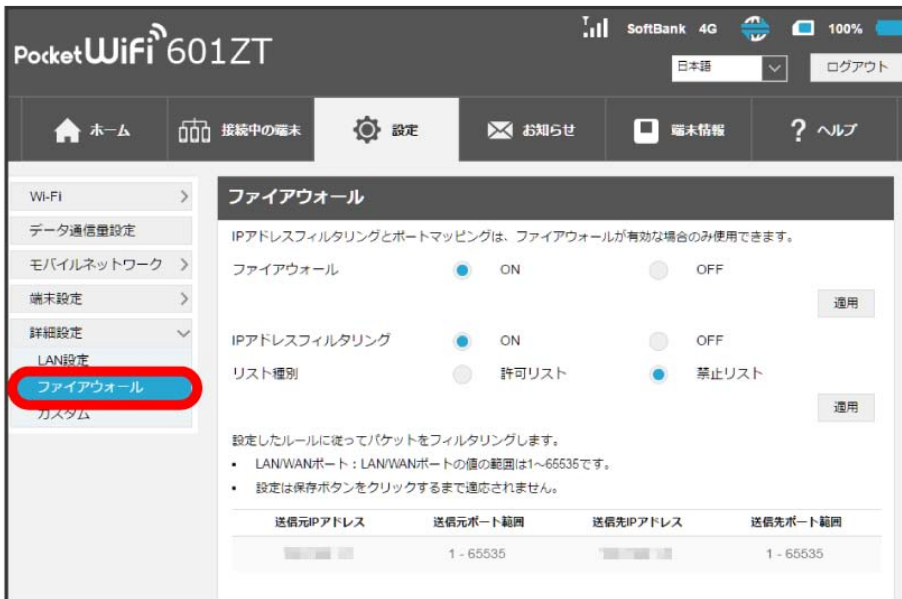 SoftBank 4G 100%
Pocket WiFi 601ZT
日本語 ログアウト
ホーム 接続中の端末 設定 お知らせ 端末情報 ? ヘルプ
Wi-Fi
データ通信量設定
モバイルネットワーク
端末設定
詳細設定
LAN設定
ファイアウォール
カスタム
ファイアウォール
IPアドレスフィルタリングとポートマッピングは、ファイアウォールが有効な場合のみ使用できます。
ファイアウォール ON OFF
適用
IPアドレスフィルタリング ON OFF
リスト種別 許可リスト 禁止リスト
適用
設定したルールに従ってパケットをフィルタリングします。
• LAN/WANポート:LAN/WANポートの値の範囲は1~65535です。
• 設定は保存ボタンをクリックするまで適応されません。
送信元IPアドレス 送信元ポート範囲 送信先IPアドレス 送信先ポート範囲
1 - 65535 1 - 65535